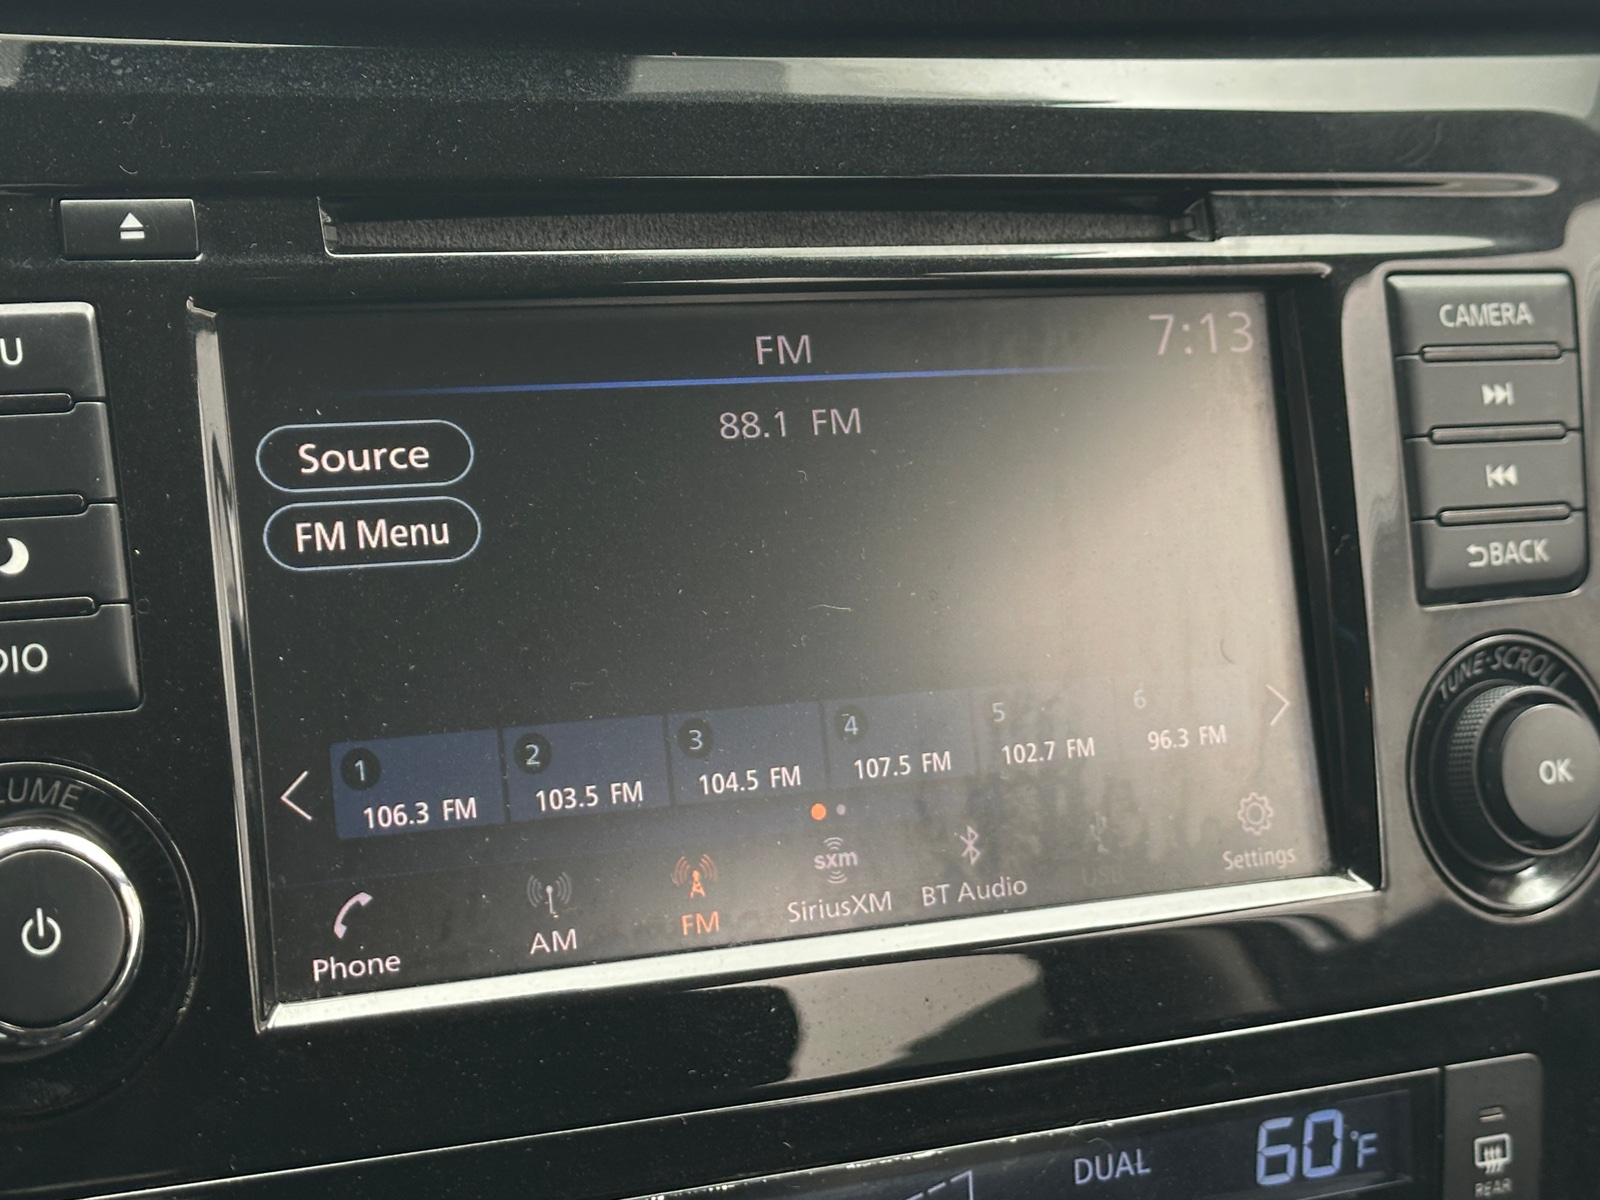 FM
7:13
88.1 FM
Source
FM Menu
1
106.3 FM
2
103.5 FM
3
104.5 FM
4
107.5 FM
5
102.7 FM
6
96.3 FM
Phone
AM
FM
sxm
SiriusXM
BT Audio
USB
Settings
CAMERA
BACK
TUNE·SCROLL
OK
U
DIO
LUME
DUAL
60°F
REAR